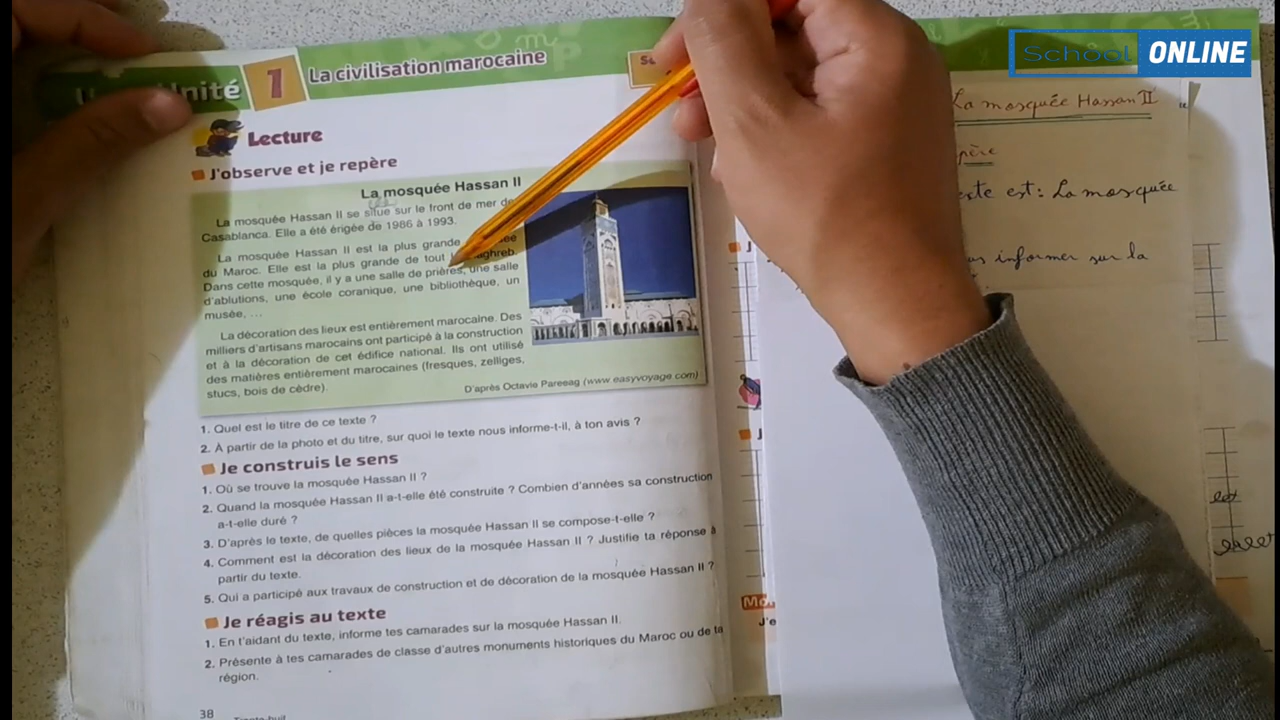 School ONLINE
Unité 1 La civilisation marocaine
Lecture
J'observe et je repère
La mosquée Hassan II
La mosquée Hassan II se situe sur le front de mer de
Casablanca. Elle a été érigée de 1986 à 1993.
La mosquée Hassan II est la plus grande
du Maroc. Elle est la plus grande de tout
Dans cette mosquée, il y a une salle de prières, une salle
d'ablutions, une école coranique, une bibliothèque, un
musée, ...
La décoration des lieux est entièrement marocaine. Des
milliers d'artisans marocains ont participé à la construction
et à la décoration de cet édifice national. Ils ont utilisé
des matières entièrement marocaines (fresques, zelliges,
stucs, bois de cèdre).
D'après Octavie Paresag (www.easyvoyage.com)
1. Quel est le titre de ce texte ?
2. À partir de la photo et du titre, sur quoi le texte nous informe-t-il, à ton avis ?
Je construis le sens
1. Où se trouve la mosquée Hassan II ?
2. Quand la mosquée Hassan II a-t-elle été construite ? Combien d'années sa construction
a-t-elle duré ?
3. D'après le texte, de quelles pièces la mosquée Hassan II se compose-t-elle ?
4. Comment est la décoration des lieux de la mosquée Hassan II ? Justifie ta réponse à
partir du texte.
5. Qui a participé aux travaux de construction et de décoration de la mosquée Hassan II ?
Je réagis au texte
1. En t'aidant du texte, informe tes camarades sur la mosquée Hassan II.
2. Présente à tes camarades de classe d'autres monuments historiques du Maroc ou de ta
région.
38 Trente-huit
La mosquée Hassan II
est : La mosquée
informer sur la